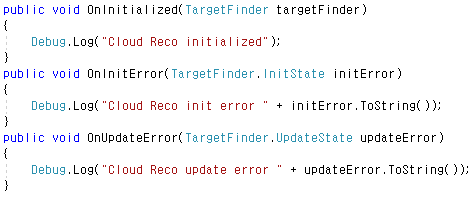 public void OnInitialized(TargetFinder targetFinder)
{
    Debug.Log("Cloud Reco initialized");
}
public void OnInitError(TargetFinder.InitState initError)
{
    Debug.Log("Cloud Reco init error " + initError.ToString());
}
public void OnUpdateError(TargetFinder.UpdateState updateError)
{
    Debug.Log("Cloud Reco update error " + updateError.ToString());
}